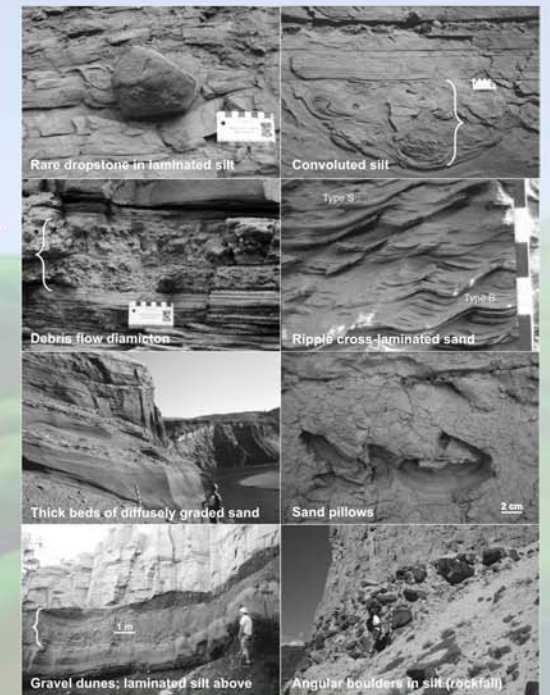 Rare dropstone in laminated silt
Convoluted silt
Type S
Type B
Debris flow diamicton
Ripple cross-laminated sand
Thick beds of diffusely graded sand
Sand pillows
2 cm
1 m
Gravel dunes; laminated silt above
Angular boulders in silt (rockfall)